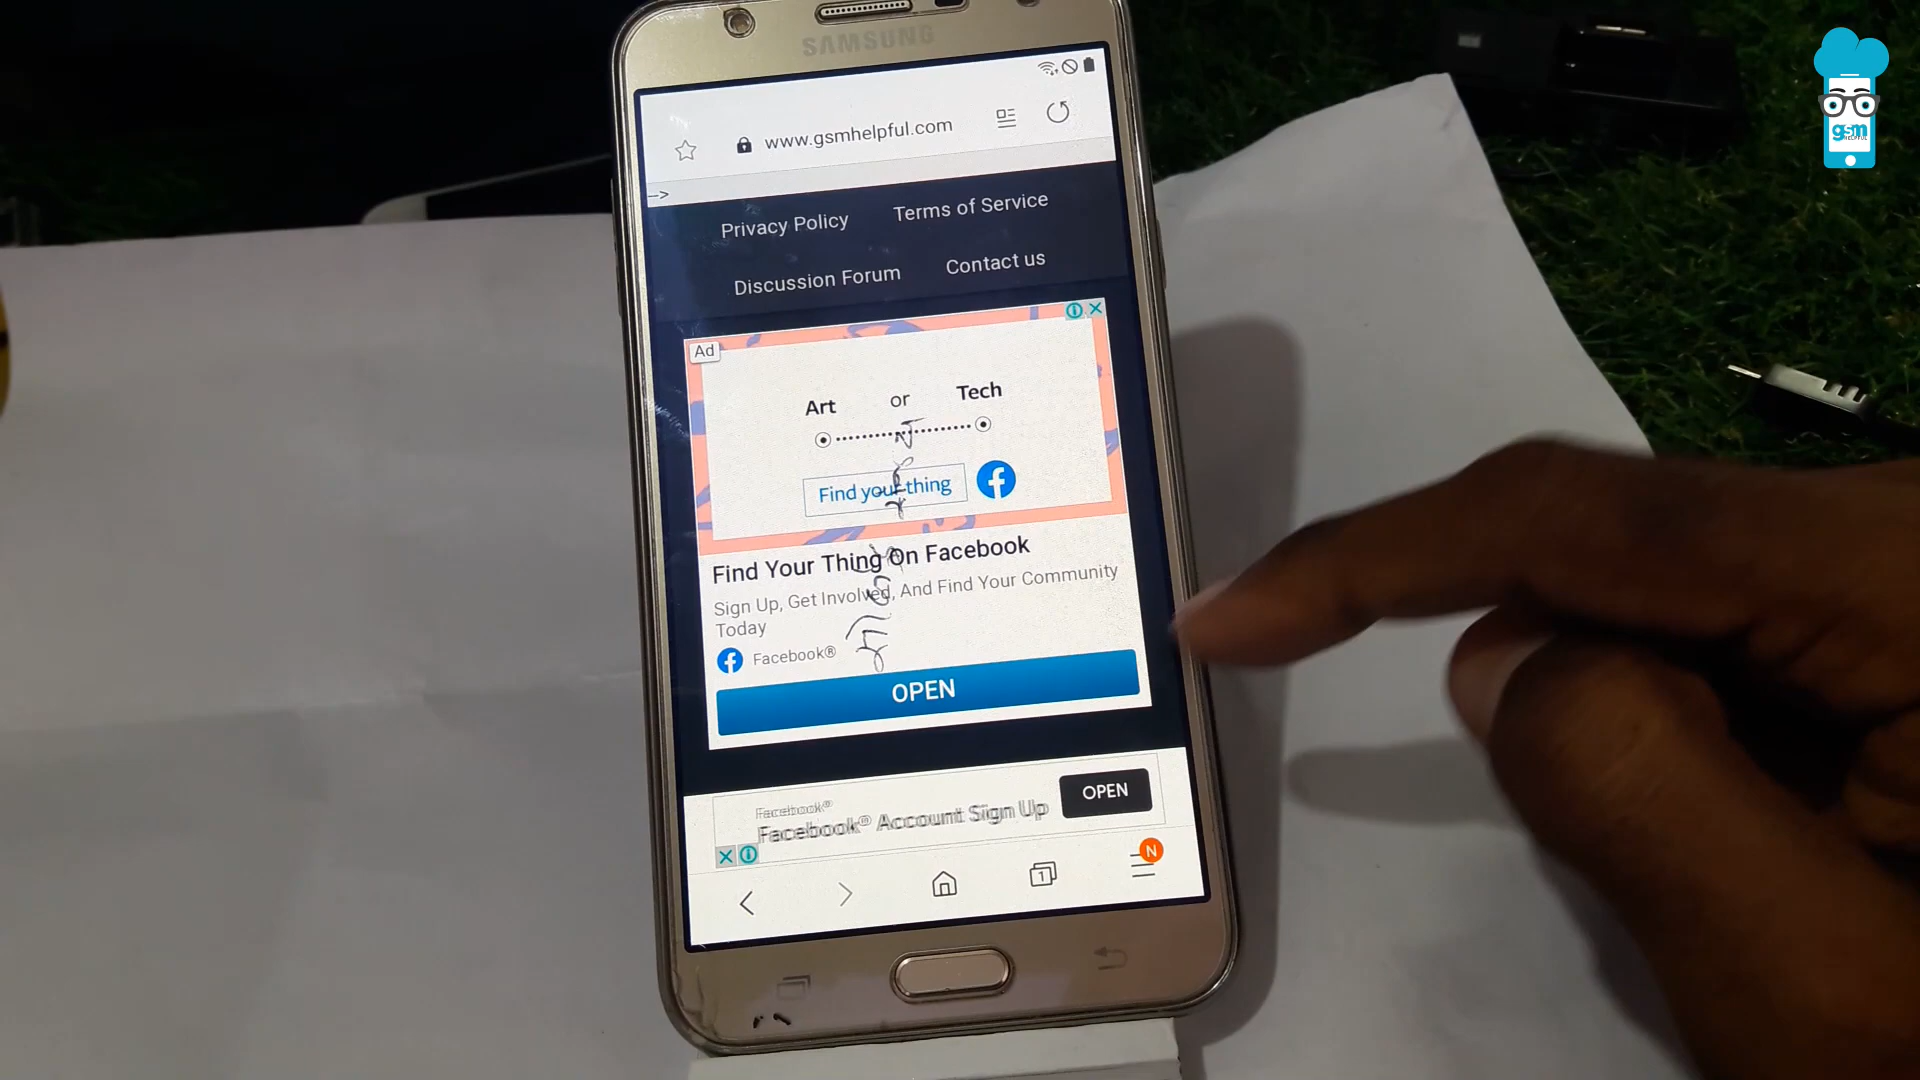 SAMSUNG
www.gsmhelpful.com
-->
Privacy Policy
Terms of Service
Discussion Forum
Contact us
Ad
Art or Tech
Find your thing
Find Your Thing On Facebook
Sign Up, Get Involved, And Find Your Community
Today
Facebook®
OPEN
Facebook®
Facebook® Account Sign Up
OPEN
1
N
gsm